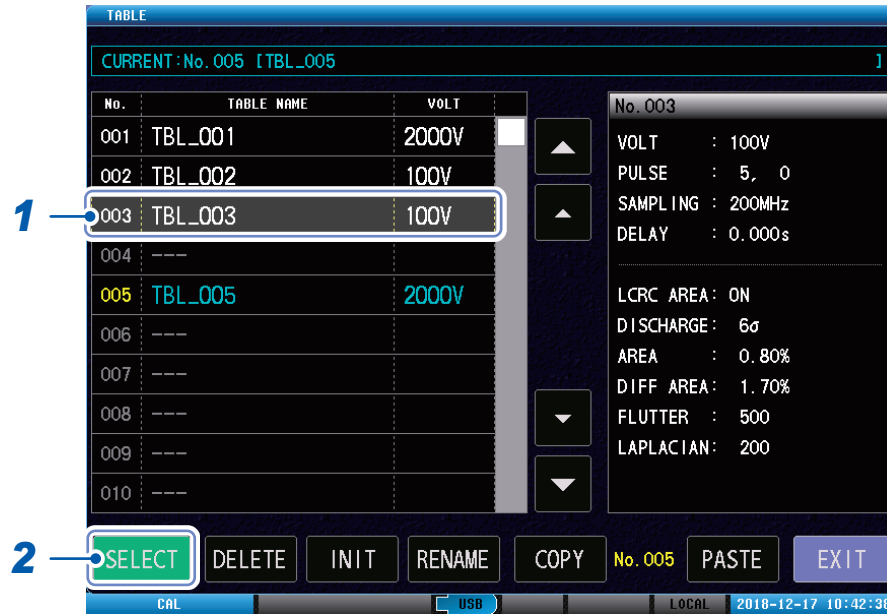 TABLE
CURRENT:No.005 [TBL_005 ]
No. TABLE NAME VOLT
001 TBL_001 2000V
002 TBL_002 100V
1 003 TBL_003 100V
004 ---
005 TBL_005 2000V
006 ---
007 ---
008 ---
009 ---
010 ---
No.003
VOLT : 100V
PULSE : 5, 0
SAMPLING : 200MHz
DELAY : 0.000s
LCRC AREA: ON
DISCHARGE: 6σ
AREA : 0.80%
DIFF AREA: 1.70%
FLUTTER : 500
LAPLACIAN: 200
2 SELECT DELETE INIT RENAME COPY No.005 PASTE EXIT
CAL USB LOCAL 2018-12-17 10:42:38